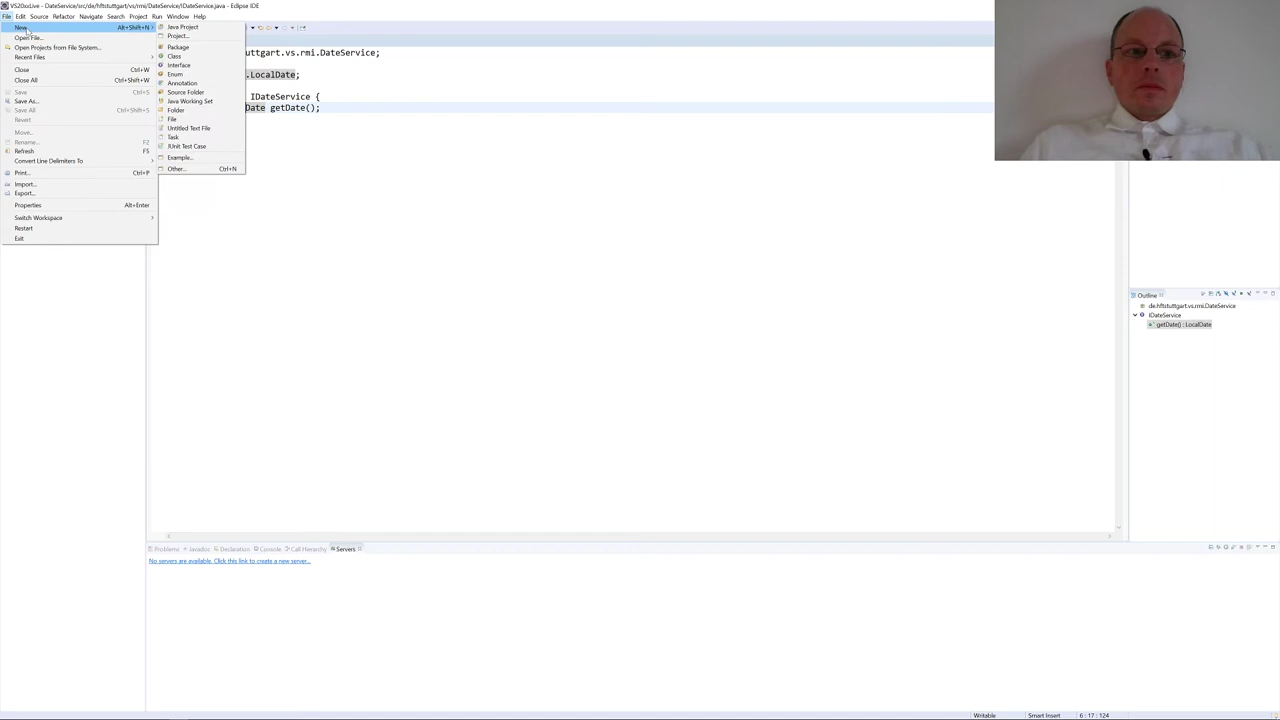 VS20xxLive - DateService/src/de/hftstuttgart/vs/rmi/DateService/IDateService.java - Eclipse IDE
File Edit Source Refactor Navigate Search Project Run Window Help
New Alt+Shift+N
Open File...
Open Projects from File System...
Recent Files
Close Ctrl+W
Close All Ctrl+Shift+W
Save Ctrl+S
Save As...
Save All Ctrl+Shift+S
Revert
Move...
Rename... F2
Refresh F5
Convert Line Delimiters To
Print... Ctrl+P
Import...
Export...
Properties Alt+Enter
Switch Workspace
Restart
Exit
Java Project
Project...
Package
Class
Interface
Enum
Annotation
Source Folder
Java Working Set
Folder
File
Untitled Text File
Task
JUnit Test Case
Example...
Other... Ctrl+N
uttgart.vs.rmi.DateService;
.LocalDate;
IDateService {
Date getDate();
Outline
de.hftstuttgart.vs.rmi.DateService
IDateService
getDate() : LocalDate
Problems Javadoc Declaration Console Call Hierarchy Servers
No servers are available. Click this link to create a new server...
Writable Smart Insert 6 : 17 : 124